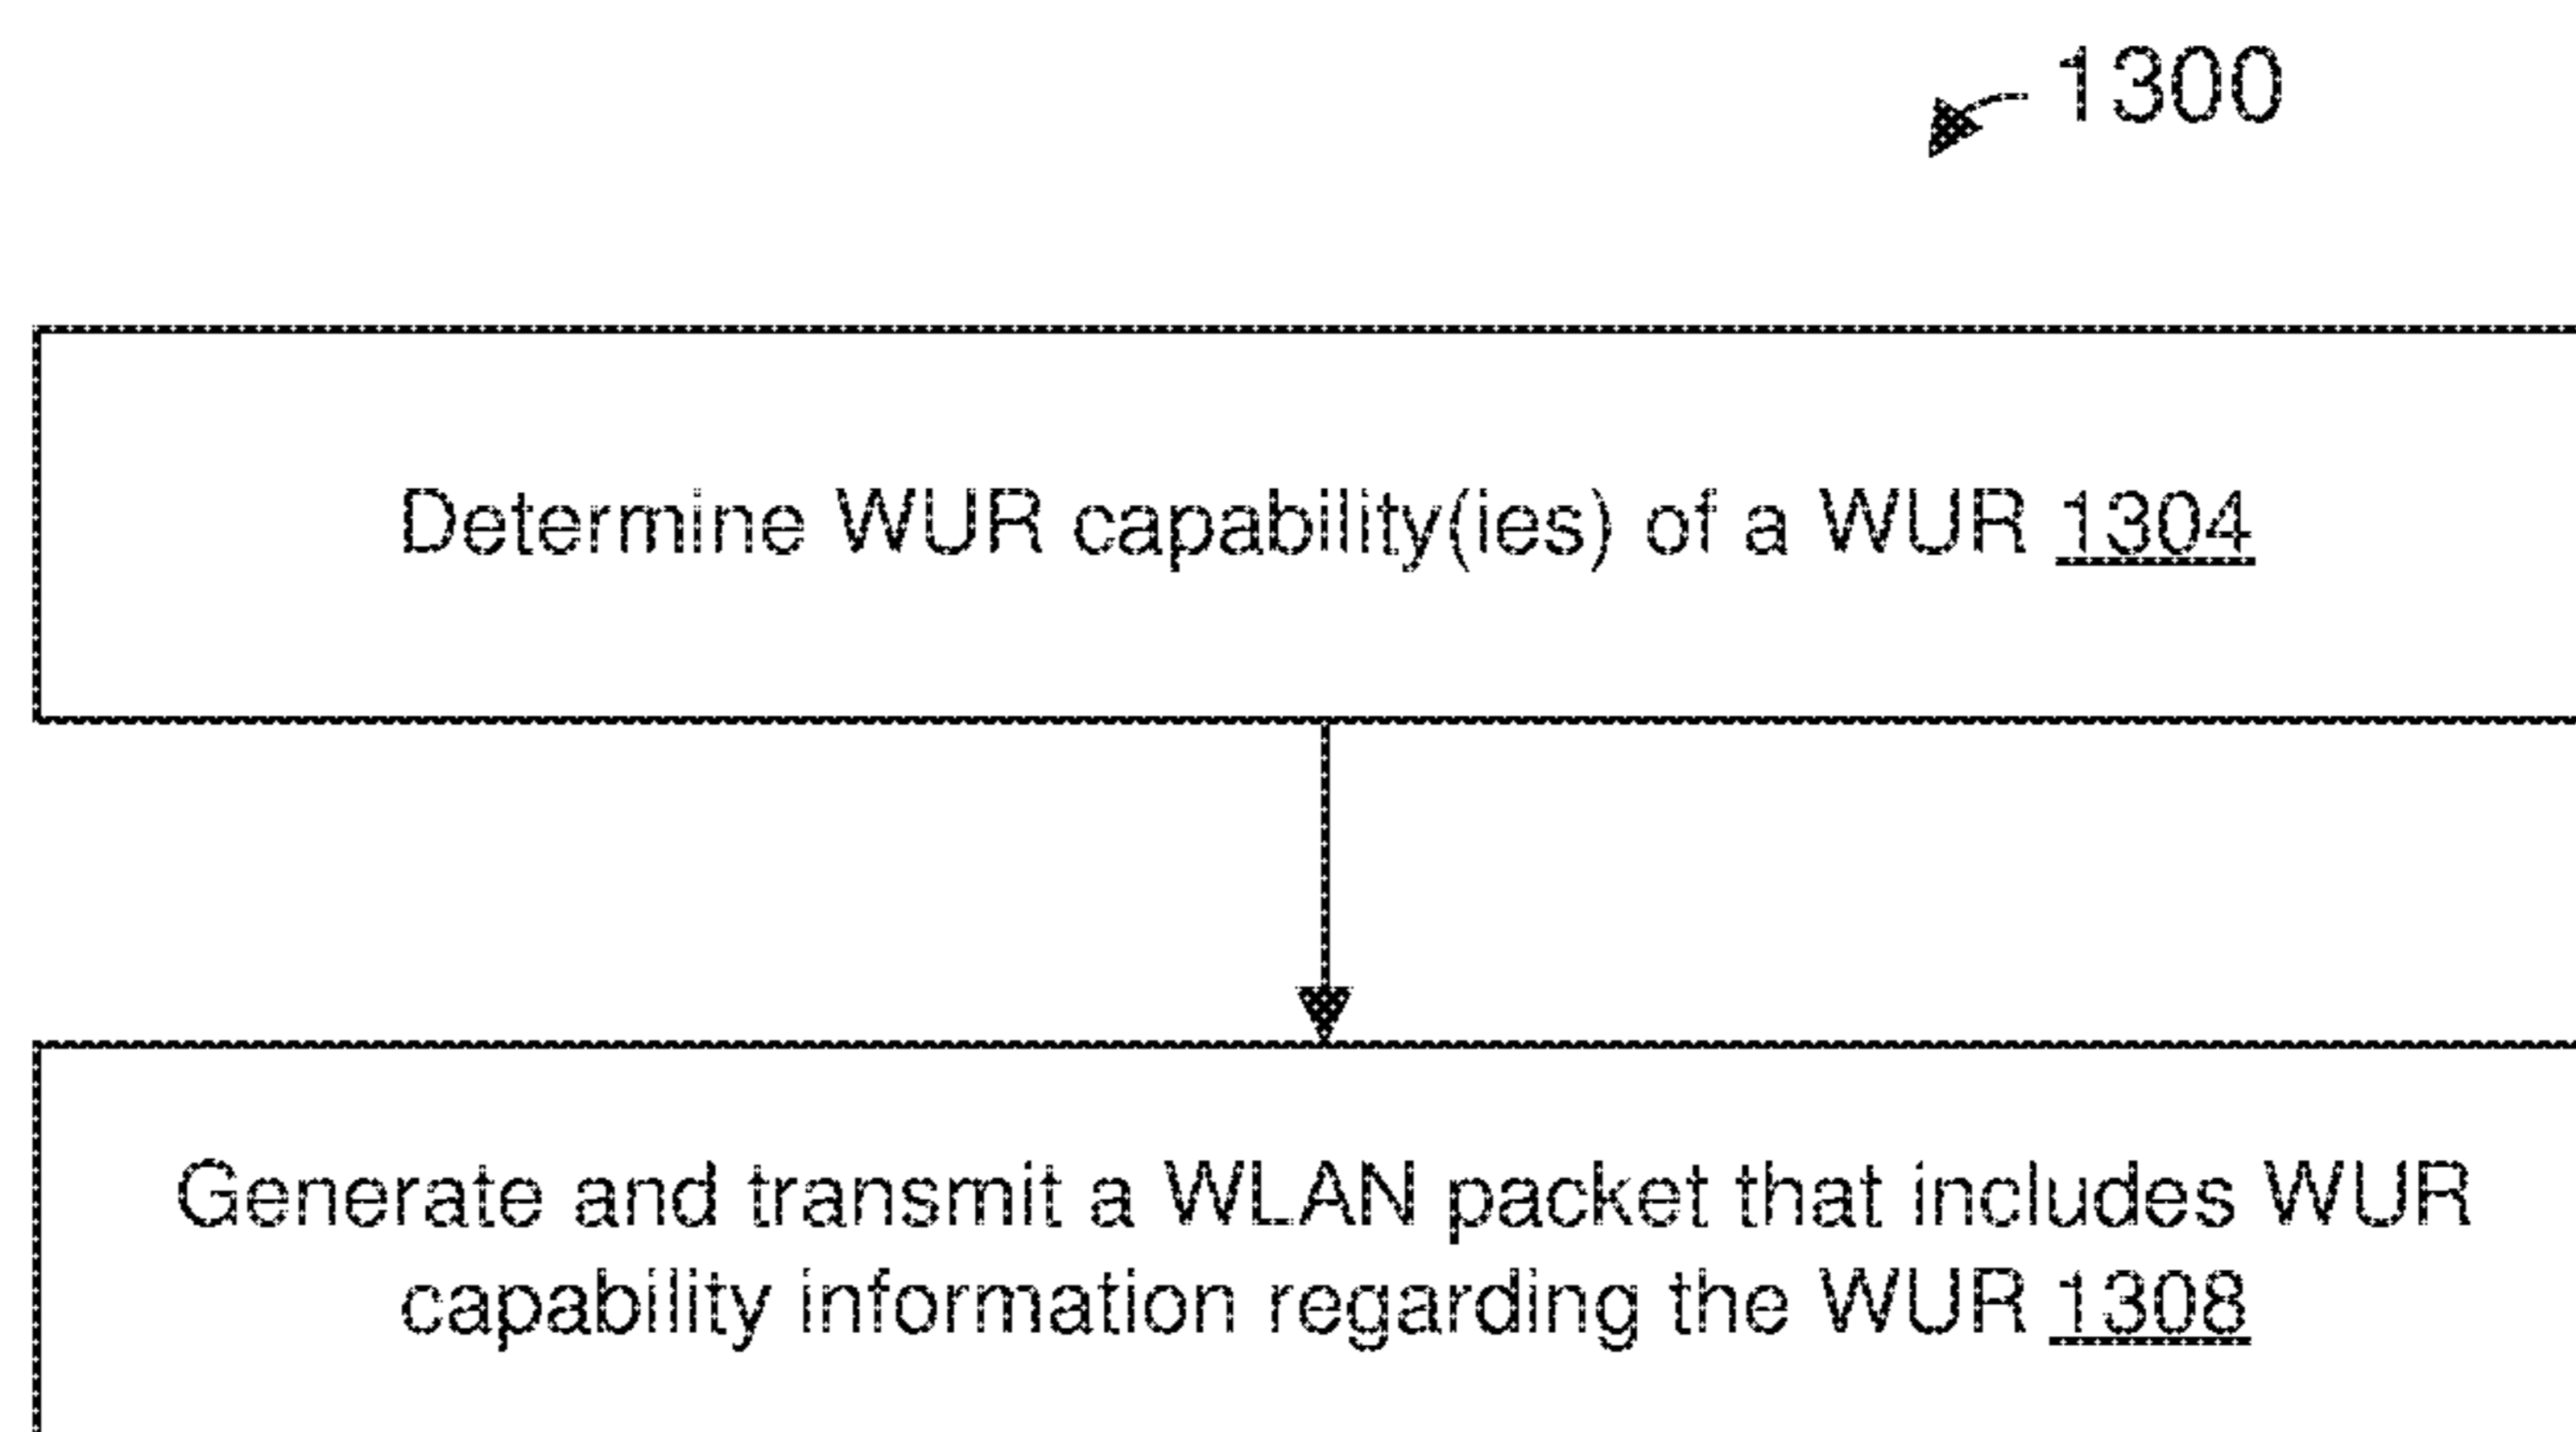 1300
Determine WUR capability(ies) of a WUR 1304
Generate and transmit a WLAN packet that includes WUR
capability information regarding the WUR 1308